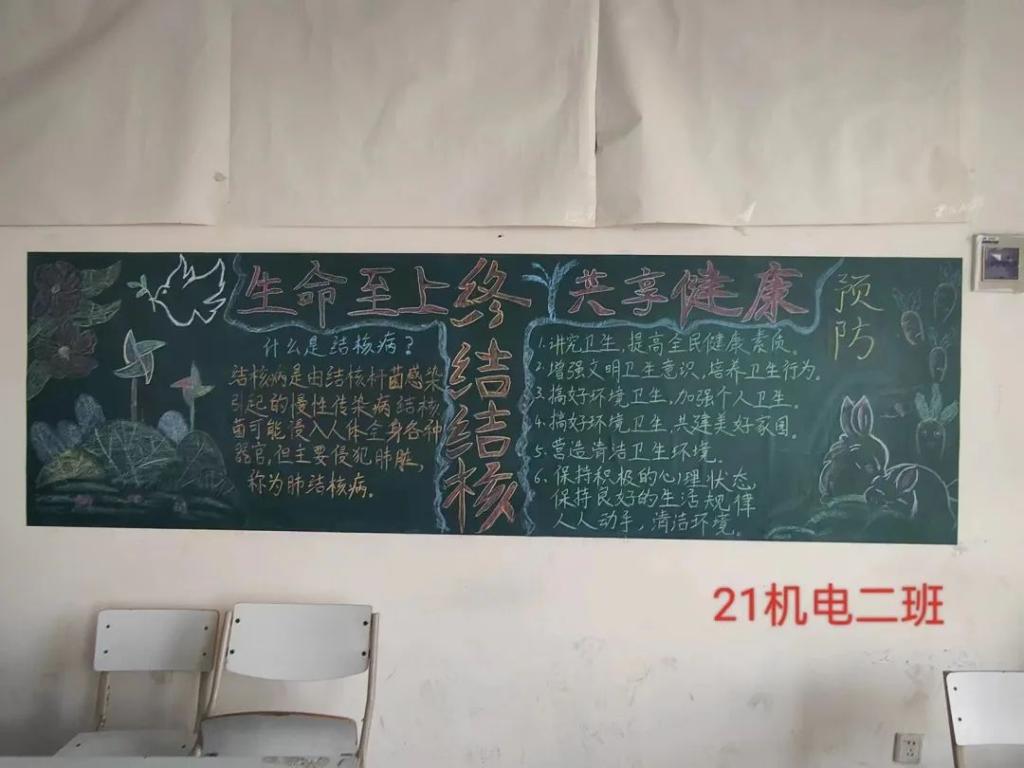 生命至上
终结结核
共享健康
预防
什么是结核病?
结核病是由结核杆菌感染
引起的慢性传染病结核
菌可能侵入人体全身各种
器官,但主要侵犯肺脏,
称为肺结核病。
1.讲究卫生,提高全民健康素质。
2.增强文明卫生意识,培养卫生行为。
3.搞好环境卫生,加强个人卫生。
4.搞好环境卫生,共建美好家园。
5.营造清洁卫生环境。
6.保持积极的心理状态
保持良好的生活规律
人人动手,清洁环境。
21机电二班